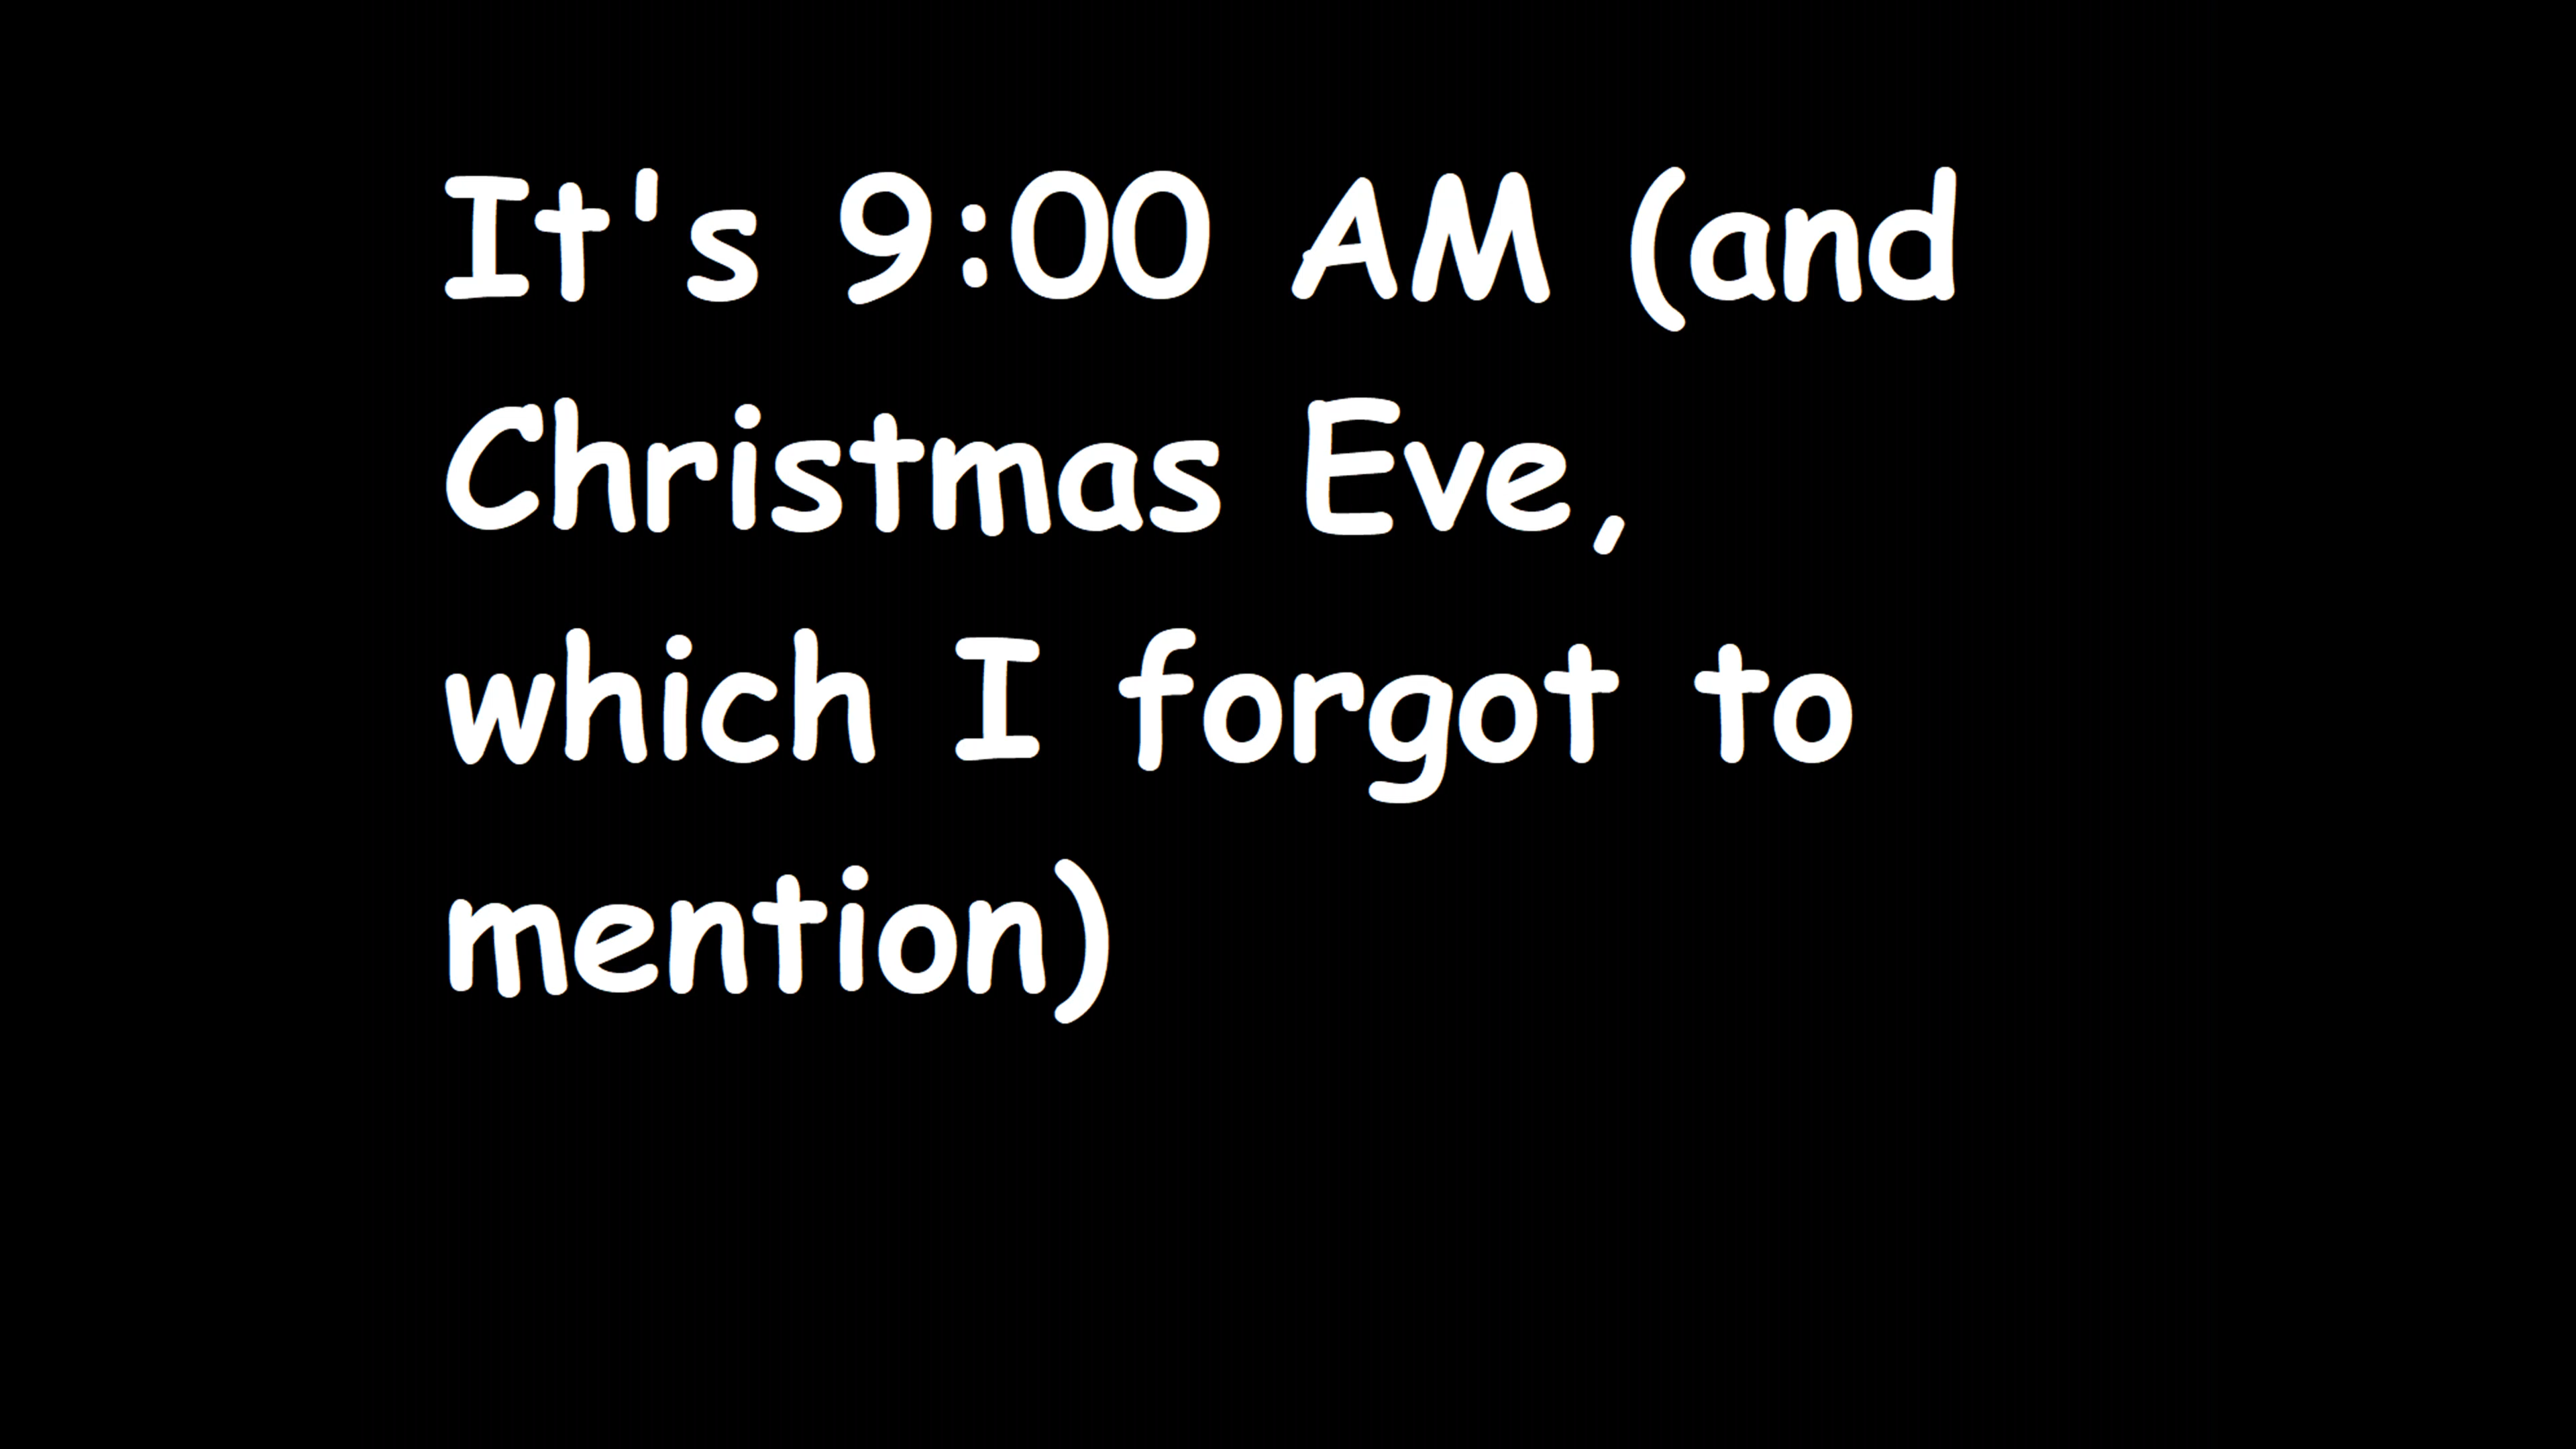 It's 9:00 AM (and
Christmas Eve,
which I forgot to
mention)